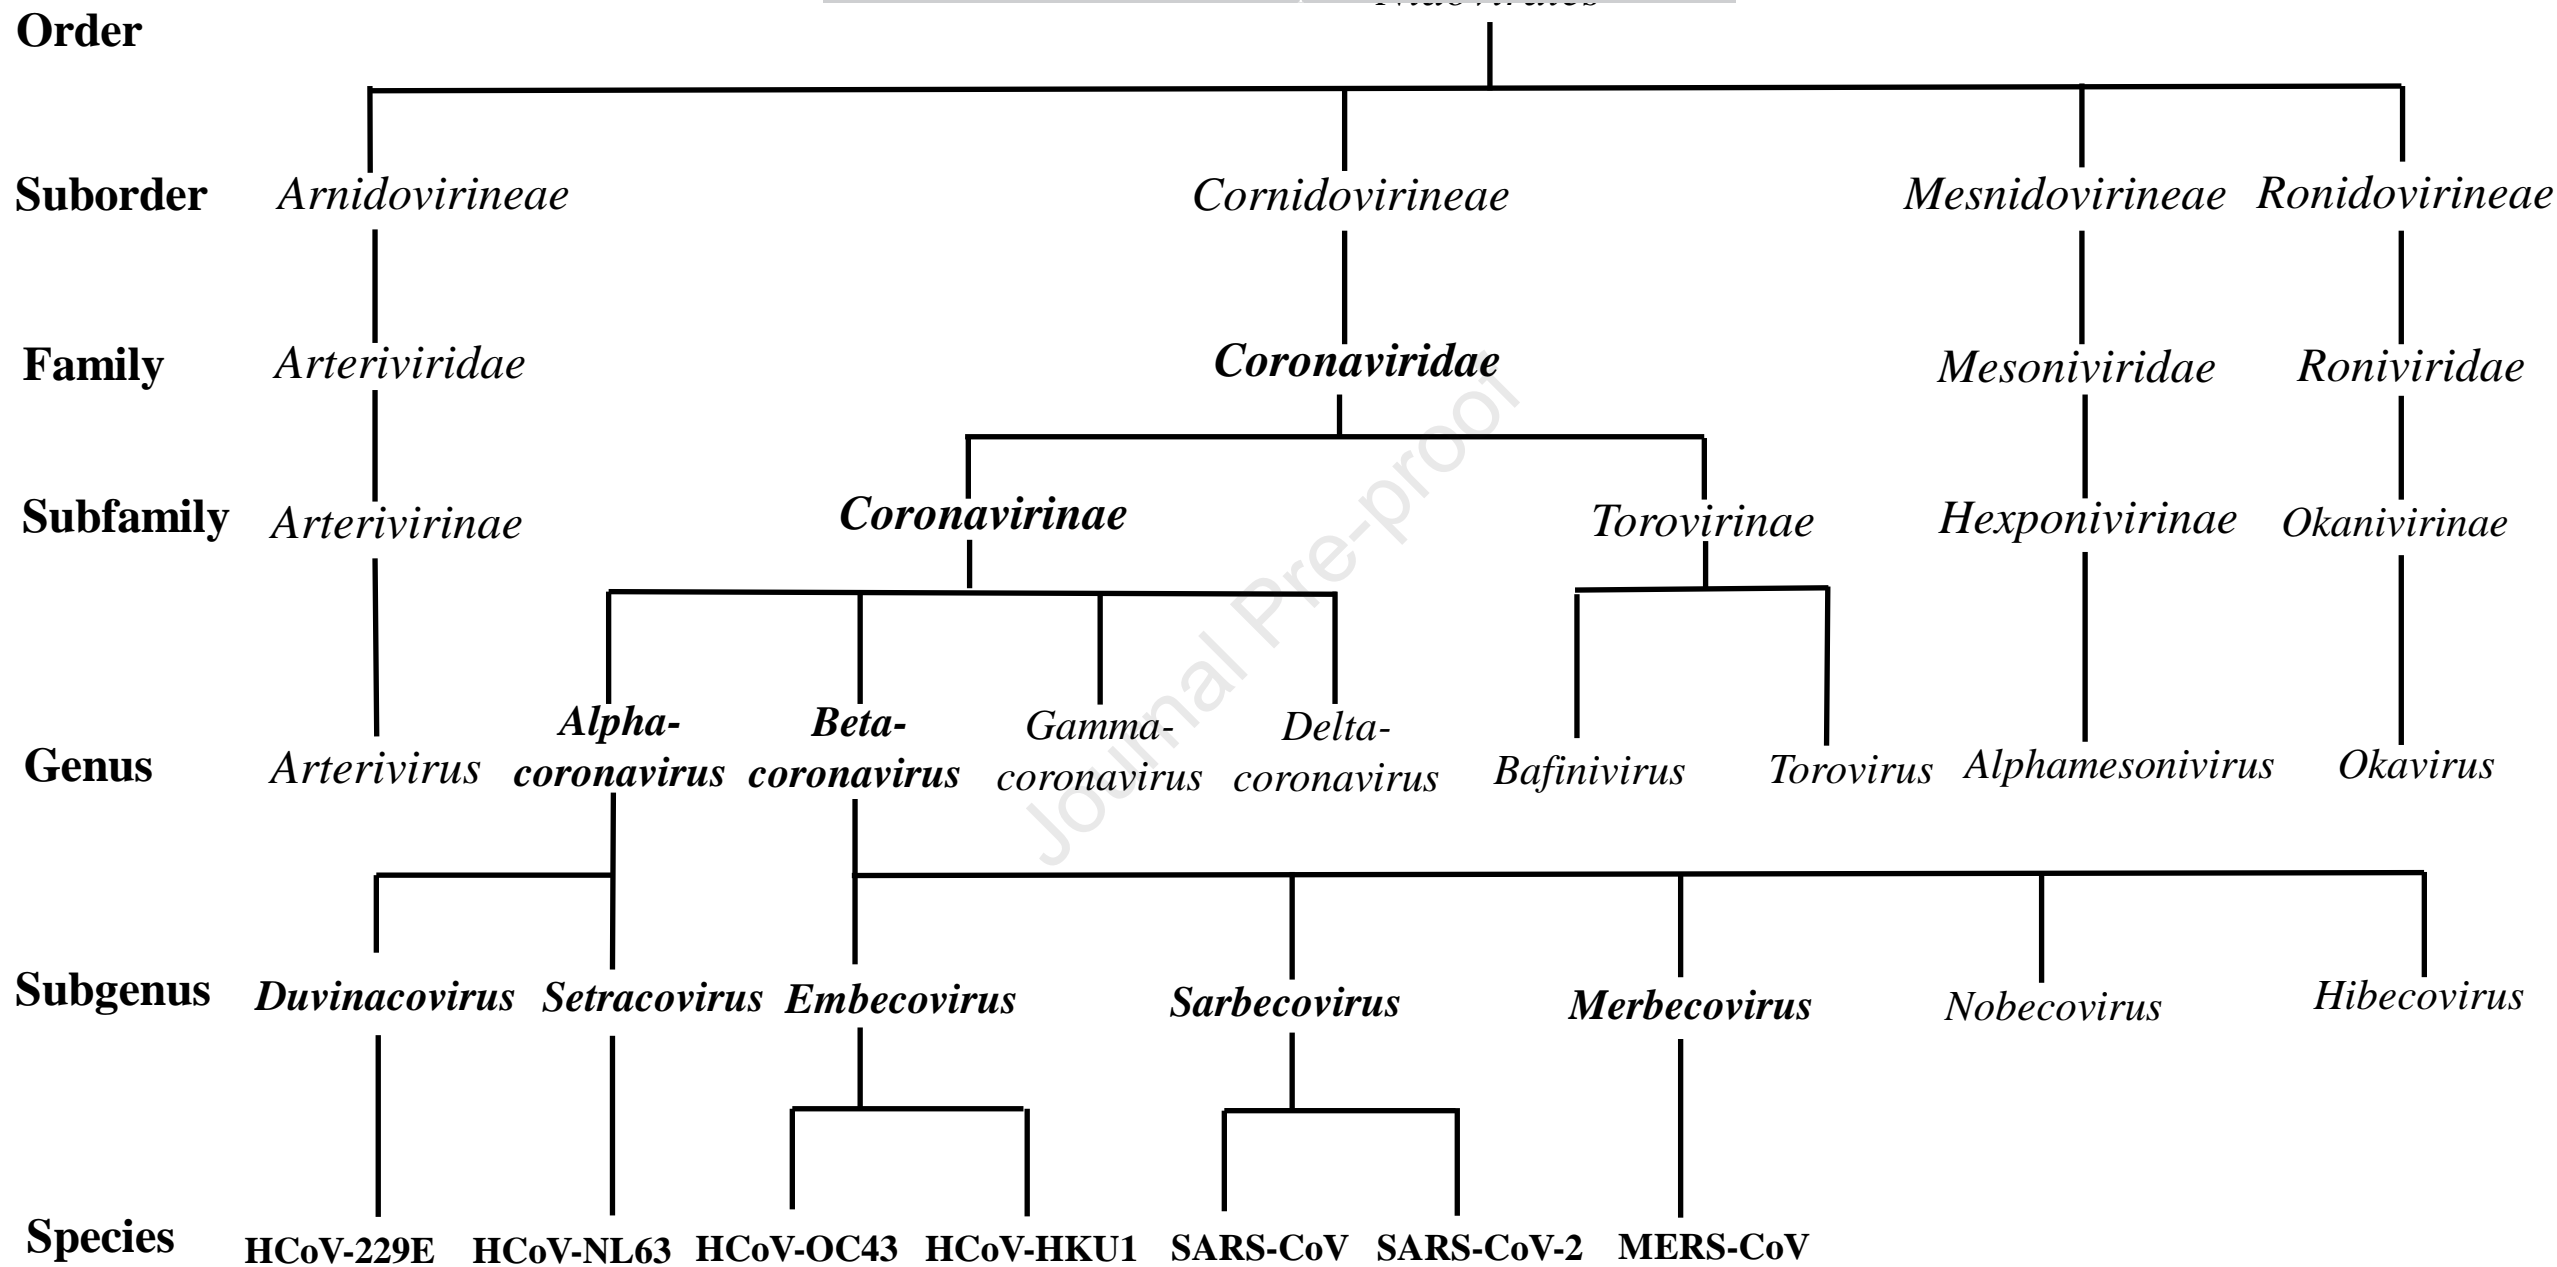 Order
Suborder Arnidovirineae Cornidovirineae Mesnidovirineae Ronidovirineae
Family Arteriviridae Coronaviridae Mesoniviridae Roniviridae
Subfamily Arterivirinae Coronavirinae Torovirinae Hexponivirinae Okanivirinae
Alpha- Beta- Gamma- Delta-
Genus Arterivirus coronavirus coronavirus coronavirus coronavirus Bafinivirus Torovirus Alphamesonivirus Okavirus
Subgenus Duvinacovirus Setracovirus Embecovirus Sarbecovirus Merbecovirus Nobecovirus Hibecovirus
Species HCoV-229E HCoV-NL63 HCoV-OC43 HCoV-HKU1 SARS-CoV SARS-CoV-2 MERS-CoV
Journal Pre-proof